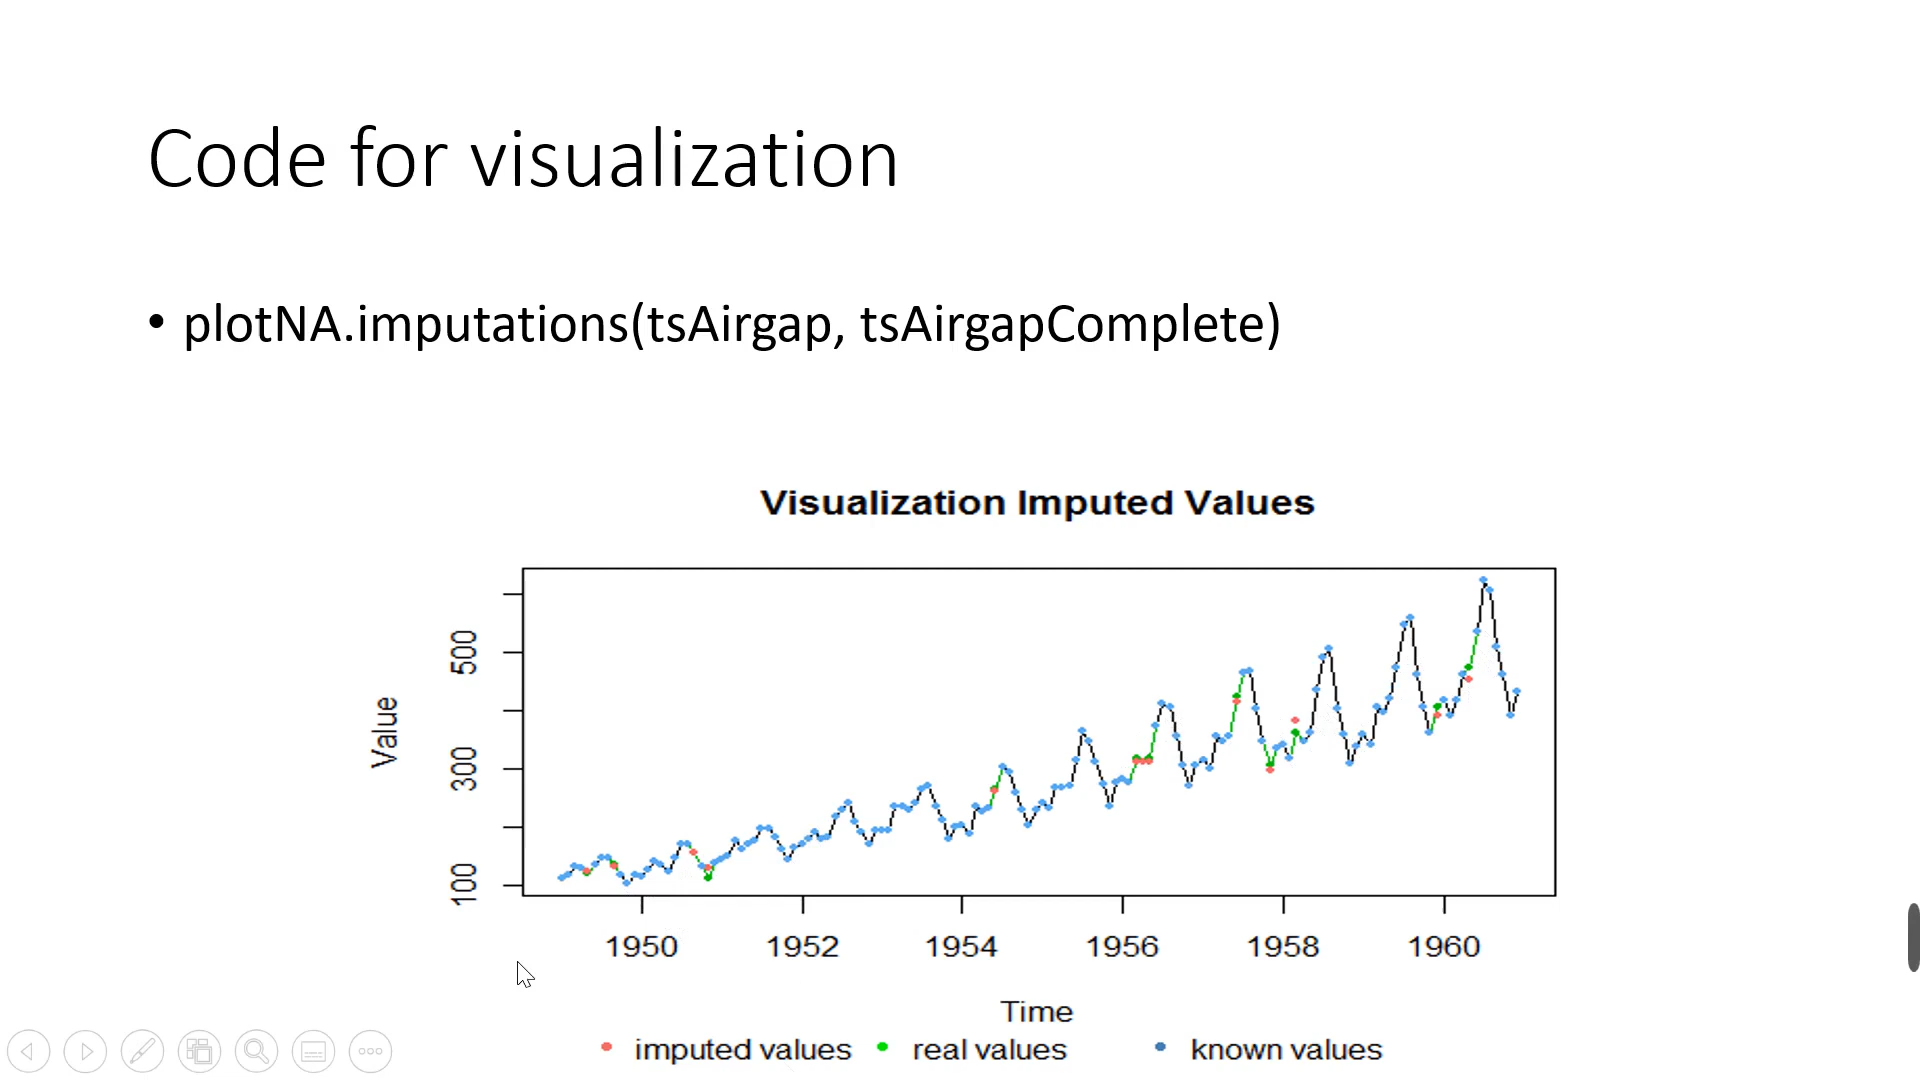 Code for visualization
• plotNA.imputations(tsAirgap, tsAirgapComplete)
Visualization Imputed Values
Value
500
300
100
1950 1952 1954 1956 1958 1960
Time
imputed values real values known values